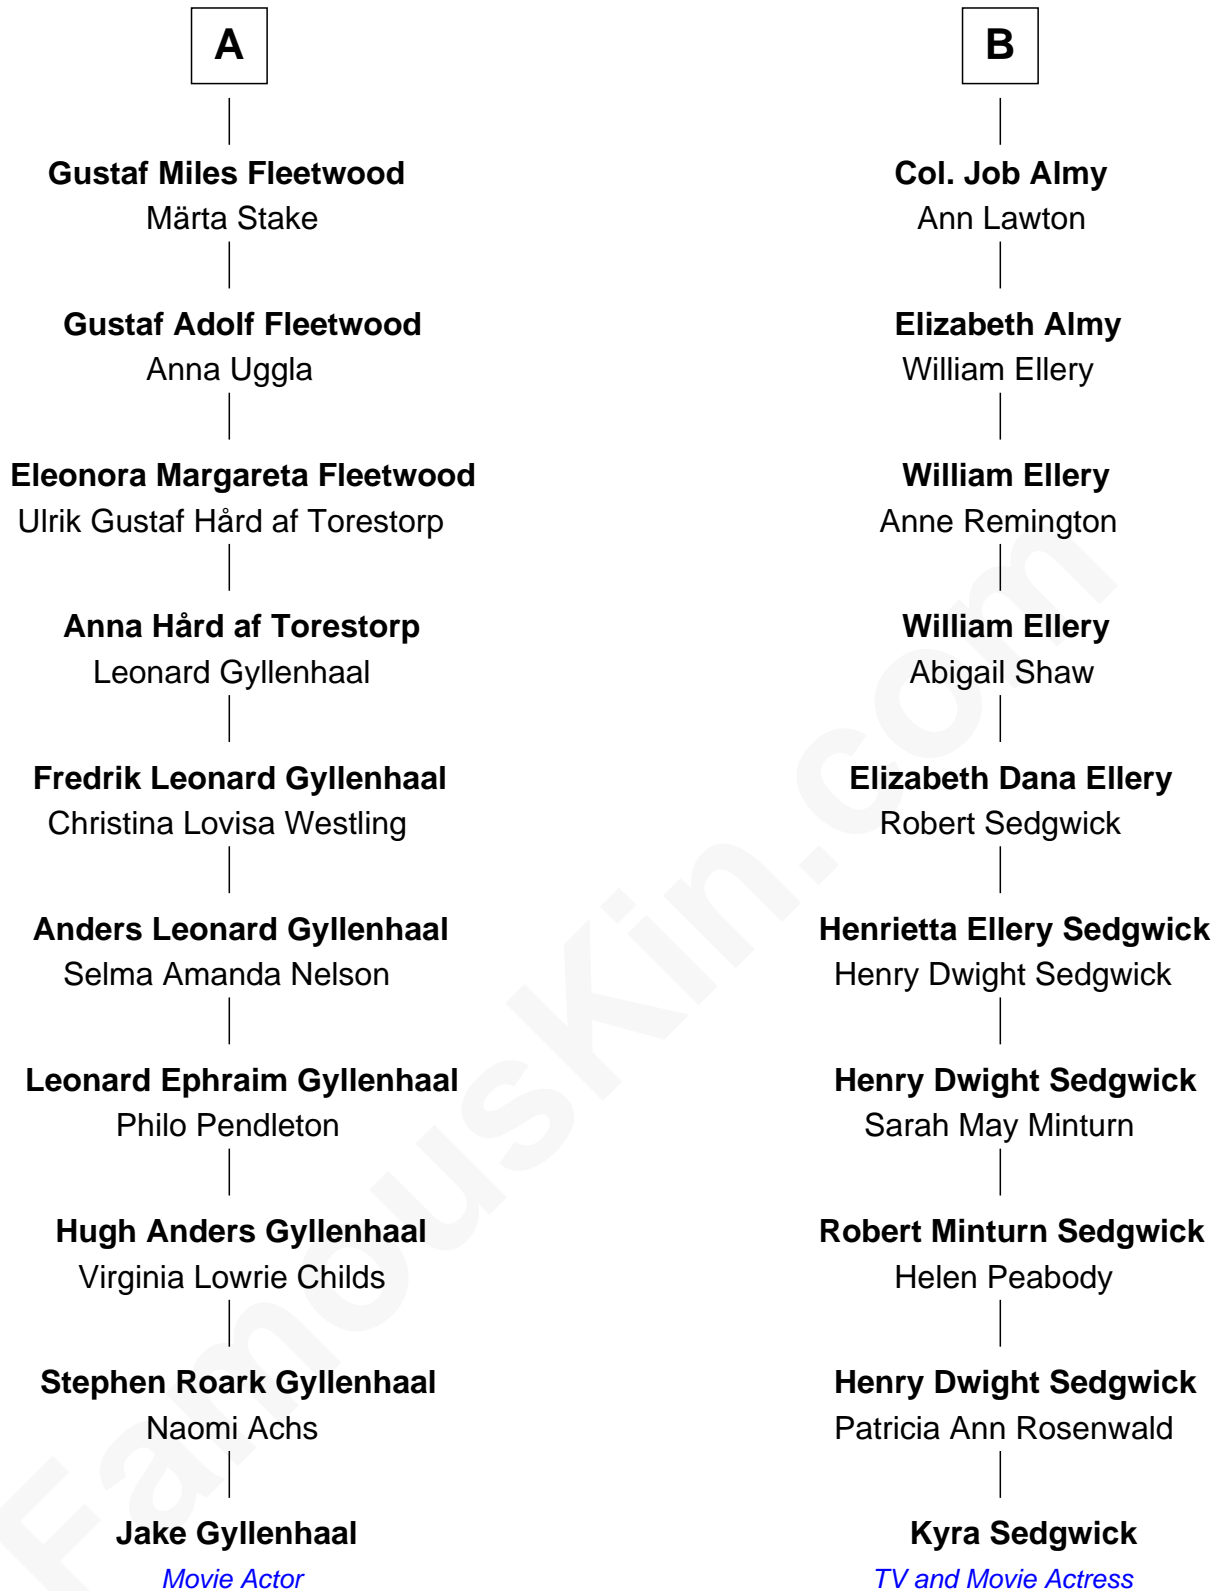 A
Gustaf Miles Fleetwood
Märta Stake
Gustaf Adolf Fleetwood
Anna Uggla
Eleonora Margareta Fleetwood
Ulrik Gustaf Hård af Torestorp
Anna Hård af Torestorp
Leonard Gyllenhaal
Fredrik Leonard Gyllenhaal
Christina Lovisa Westling
Anders Leonard Gyllenhaal
Selma Amanda Nelson
Leonard Ephraim Gyllenhaal
Philo Pendleton
Hugh Anders Gyllenhaal
Virginia Lowrie Childs
Stephen Roark Gyllenhaal
Naomi Achs
Jake Gyllenhaal
Movie Actor
B
Col. Job Almy
Ann Lawton
Elizabeth Almy
William Ellery
William Ellery
Anne Remington
William Ellery
Abigail Shaw
Elizabeth Dana Ellery
Robert Sedgwick
Henrietta Ellery Sedgwick
Henry Dwight Sedgwick
Henry Dwight Sedgwick
Sarah May Minturn
Robert Minturn Sedgwick
Helen Peabody
Henry Dwight Sedgwick
Patricia Ann Rosenwald
Kyra Sedgwick
TV and Movie Actress
FamousKin.com